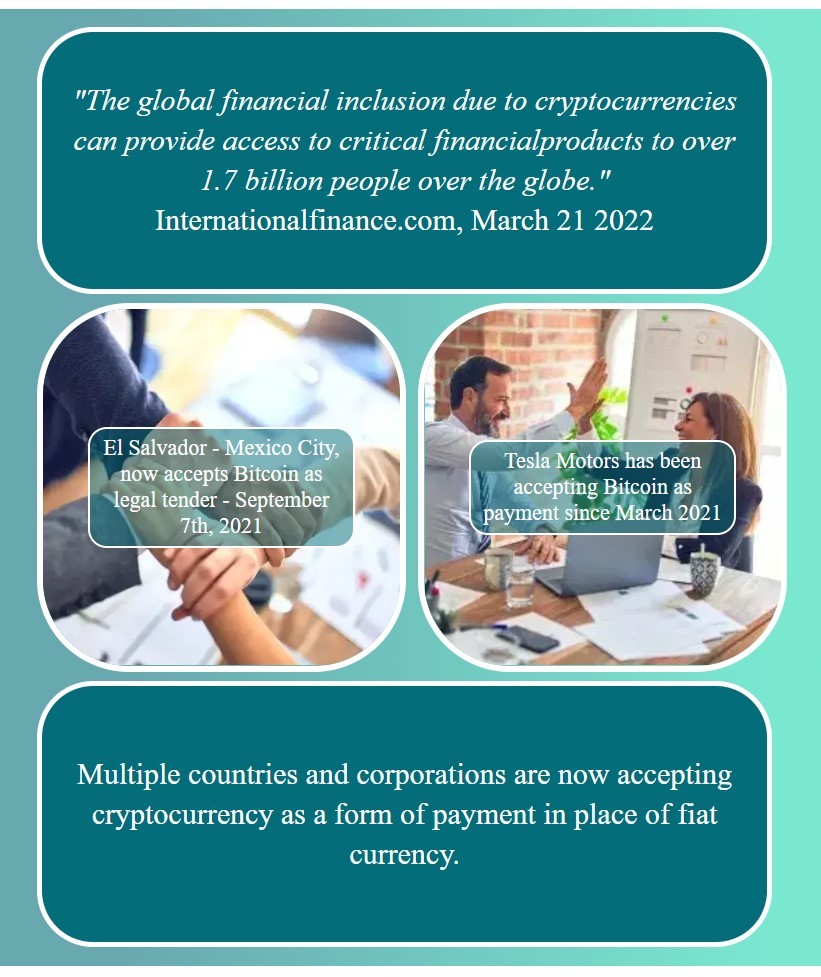 "The global financial inclusion due to cryptocurrencies
can provide access to critical financialproducts to over
1.7 billion people over the globe."
Internationalfinance.com, March 21 2022
El Salvador - Mexico City,
now accepts Bitcoin as
legal tender - September
7th, 2021
Tesla Motors has been
accepting Bitcoin as
payment since March 2021
Multiple countries and corporations are now accepting
cryptocurrency as a form of payment in place of fiat
currency.